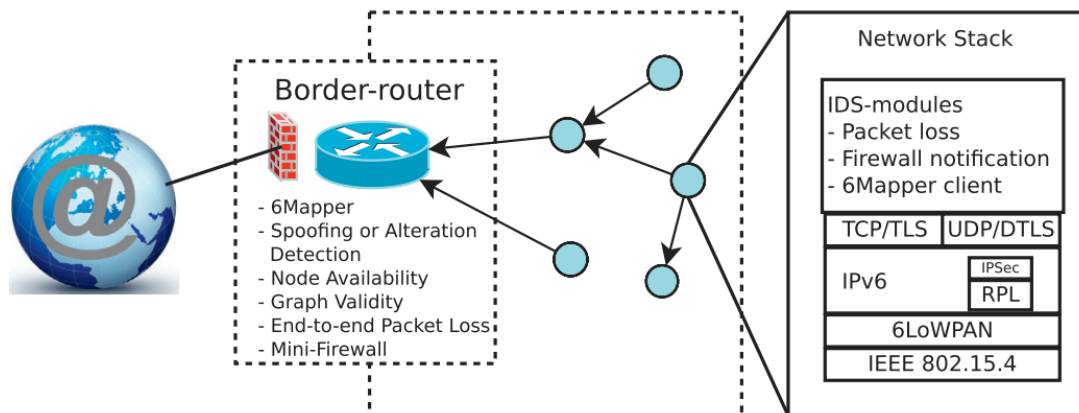 Border-router
@
- 6Mapper
- Spoofing or Alteration
Detection
- Node Availability
- Graph Validity
- End-to-end Packet Loss
- Mini-Firewall
Network Stack
IDS-modules
- Packet loss
- Firewall notification
- 6Mapper client
TCP/TLS
UDP/DTLS
IPv6
IPSec
RPL
6LoWPAN
IEEE 802.15.4